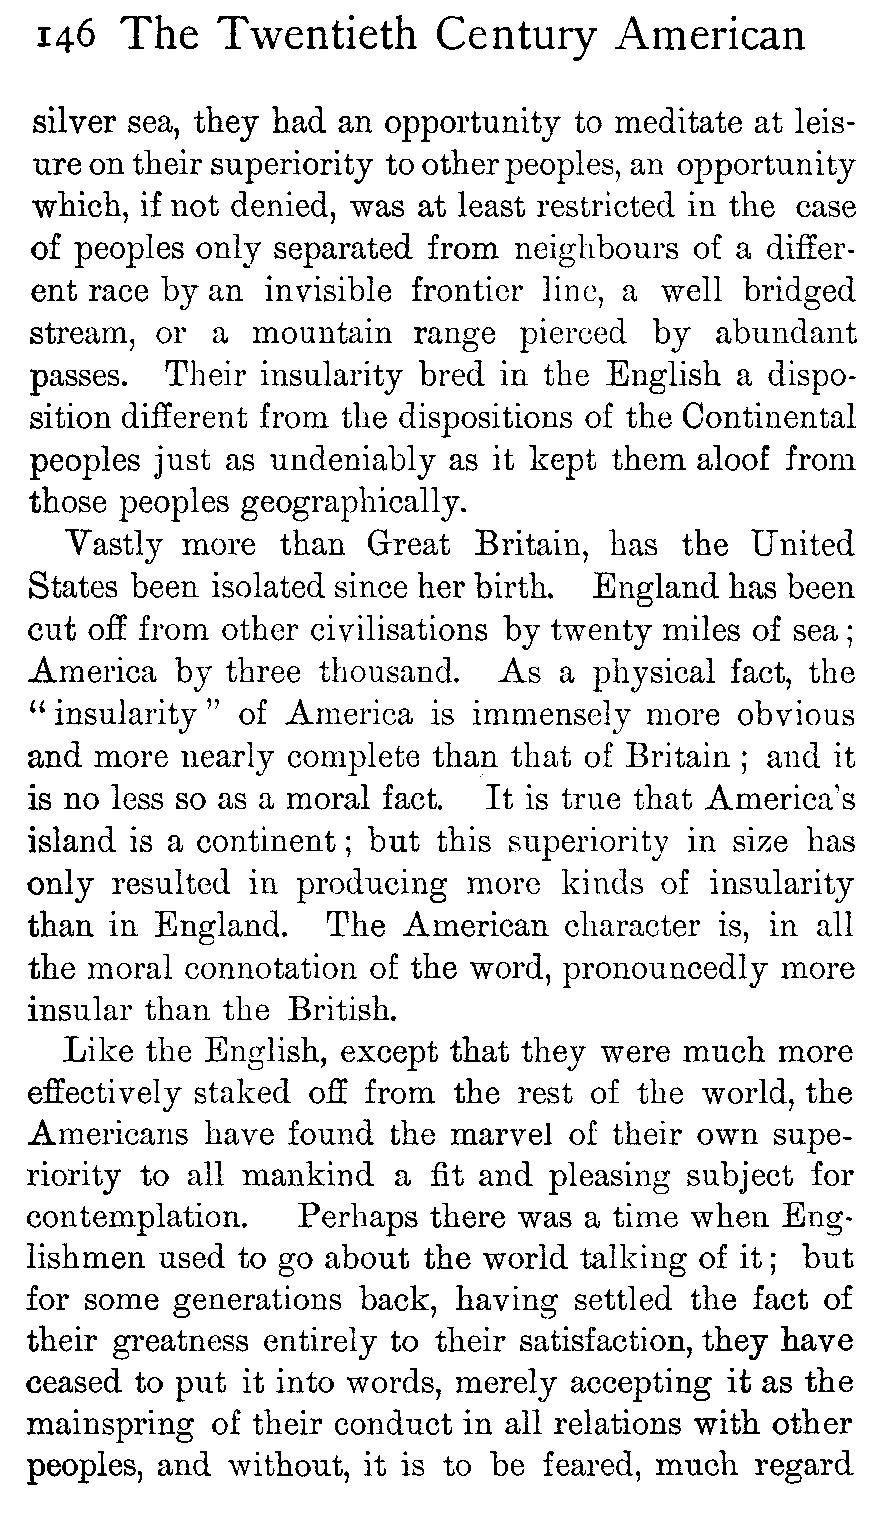 146 The Twentieth Century American
silver sea, they had an opportunity to meditate at leis-
ure on their superiority to other peoples, an opportunity
which, if not denied, was at least restricted in the case
of peoples only separated from neighbours of a differ-
ent race by an invisible frontier line, a well bridged
stream, or a mountain range pierced by abundant
passes. Their insularity bred in the English a dispo-
sition different from the dispositions of the Continental
peoples just as undeniably as it kept them aloof from
those peoples geographically.
Vastly more than Great Britain, has the United
States been isolated since her birth. England has been
cut off from other civilisations by twenty miles of sea;
America by three thousand. As a physical fact, the
"insularity" of America is immensely more obvious
and more nearly complete than that of Britain; and it
is no less so as a moral fact. It is true that America's
island is a continent; but this superiority in size has
only resulted in producing more kinds of insularity
than in England. The American character is, in all
the moral connotation of the word, pronouncedly more
insular than the British.
Like the English, except that they were much more
effectively staked off from the rest of the world, the
Americans have found the marvel of their own supe-
riority to all mankind a fit and pleasing subject for
contemplation. Perhaps there was a time when Eng-
lishmen used to go about the world talking of it; but
for some generations back, having settled the fact of
their greatness entirely to their satisfaction, they have
ceased to put it into words, merely accepting it as the
mainspring of their conduct in all relations with other
peoples, and without, it is to be feared, much regard